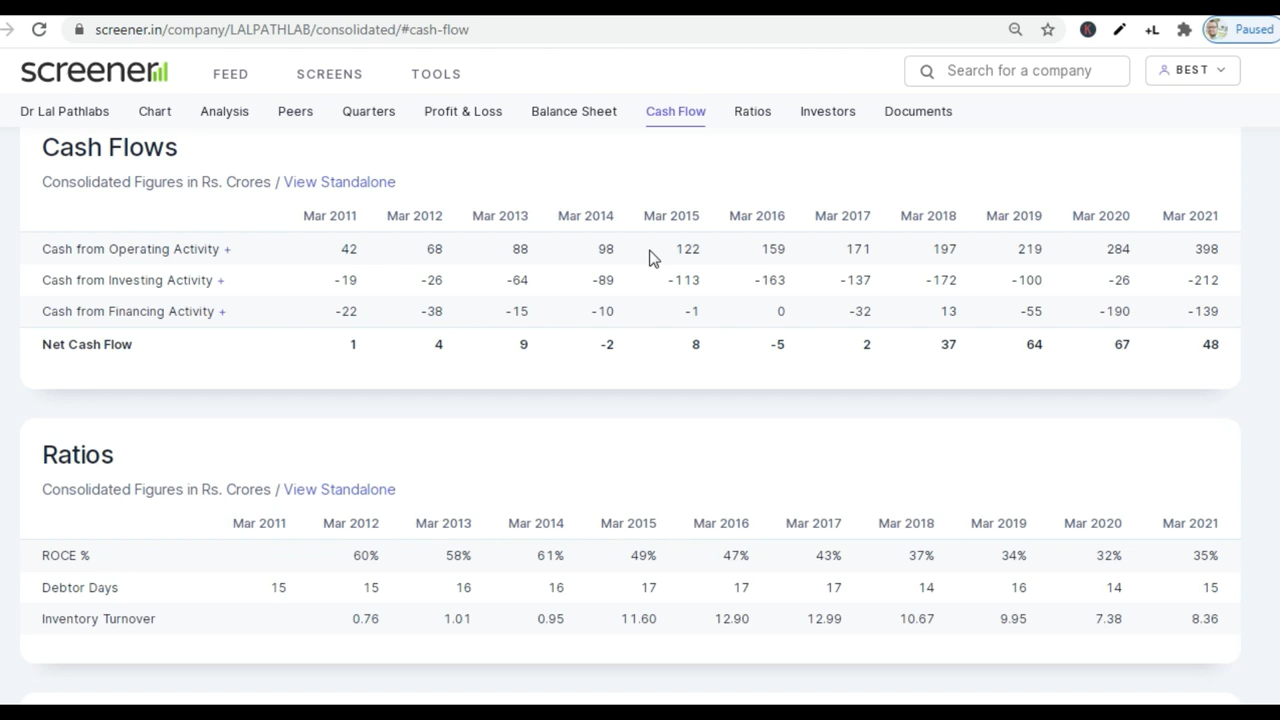 screener.in/company/LALPATHLAB/consolidated/#cash-flow K +L Paused
screener FEED SCREENS TOOLS Search for a company BEST
Dr Lal Pathlabs Chart Analysis Peers Quarters Profit & Loss Balance Sheet Cash Flow Ratios Investors Documents
Cash Flows
Consolidated Figures in Rs. Crores / View Standalone
Mar 2011 Mar 2012 Mar 2013 Mar 2014 Mar 2015 Mar 2016 Mar 2017 Mar 2018 Mar 2019 Mar 2020 Mar 2021
Cash from Operating Activity + 42 68 88 98 122 159 171 197 219 284 398
Cash from Investing Activity + -19 -26 -64 -89 -113 -163 -137 -172 -100 -26 -212
Cash from Financing Activity + -22 -38 -15 -10 -1 0 -32 13 -55 -190 -139
Net Cash Flow 1 4 9 -2 8 -5 2 37 64 67 48
Ratios
Consolidated Figures in Rs. Crores / View Standalone
Mar 2011 Mar 2012 Mar 2013 Mar 2014 Mar 2015 Mar 2016 Mar 2017 Mar 2018 Mar 2019 Mar 2020 Mar 2021
ROCE % 60% 58% 61% 49% 47% 43% 37% 34% 32% 35%
Debtor Days 15 15 16 16 17 17 17 14 16 14 15
Inventory Turnover 0.76 1.01 0.95 11.60 12.90 12.99 10.67 9.95 7.38 8.36